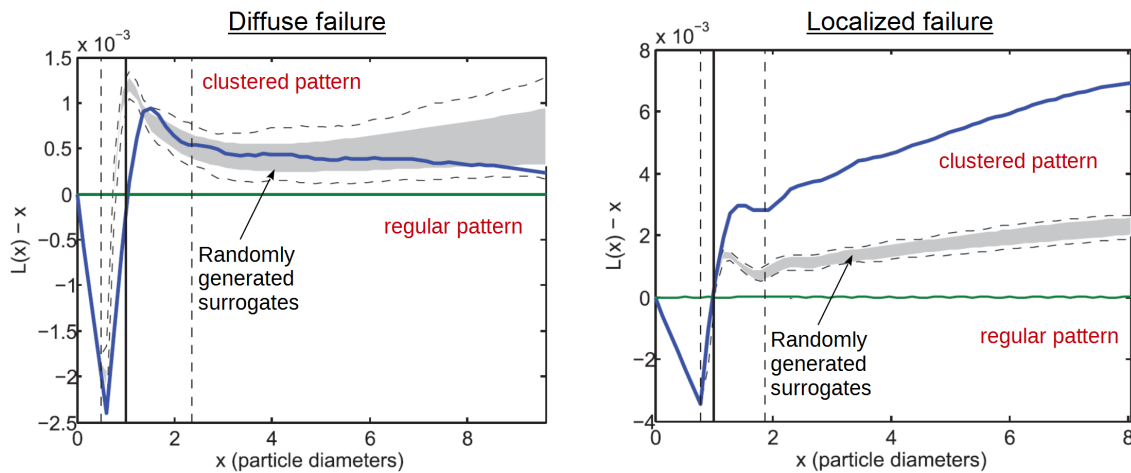 Diffuse failure
x 10⁻³
1.5
1
0.5
0
−0.5
−1
−1.5
−2
−2.5
L(x) − x
clustered pattern
regular pattern
Randomly
generated
surrogates
0
2
4
6
8
x (particle diameters)
Localized failure
x 10⁻³
8
6
4
2
0
−2
−4
L(x) − x
clustered pattern
regular pattern
Randomly
generated
surrogates
0
2
4
6
8
x (particle diameters)